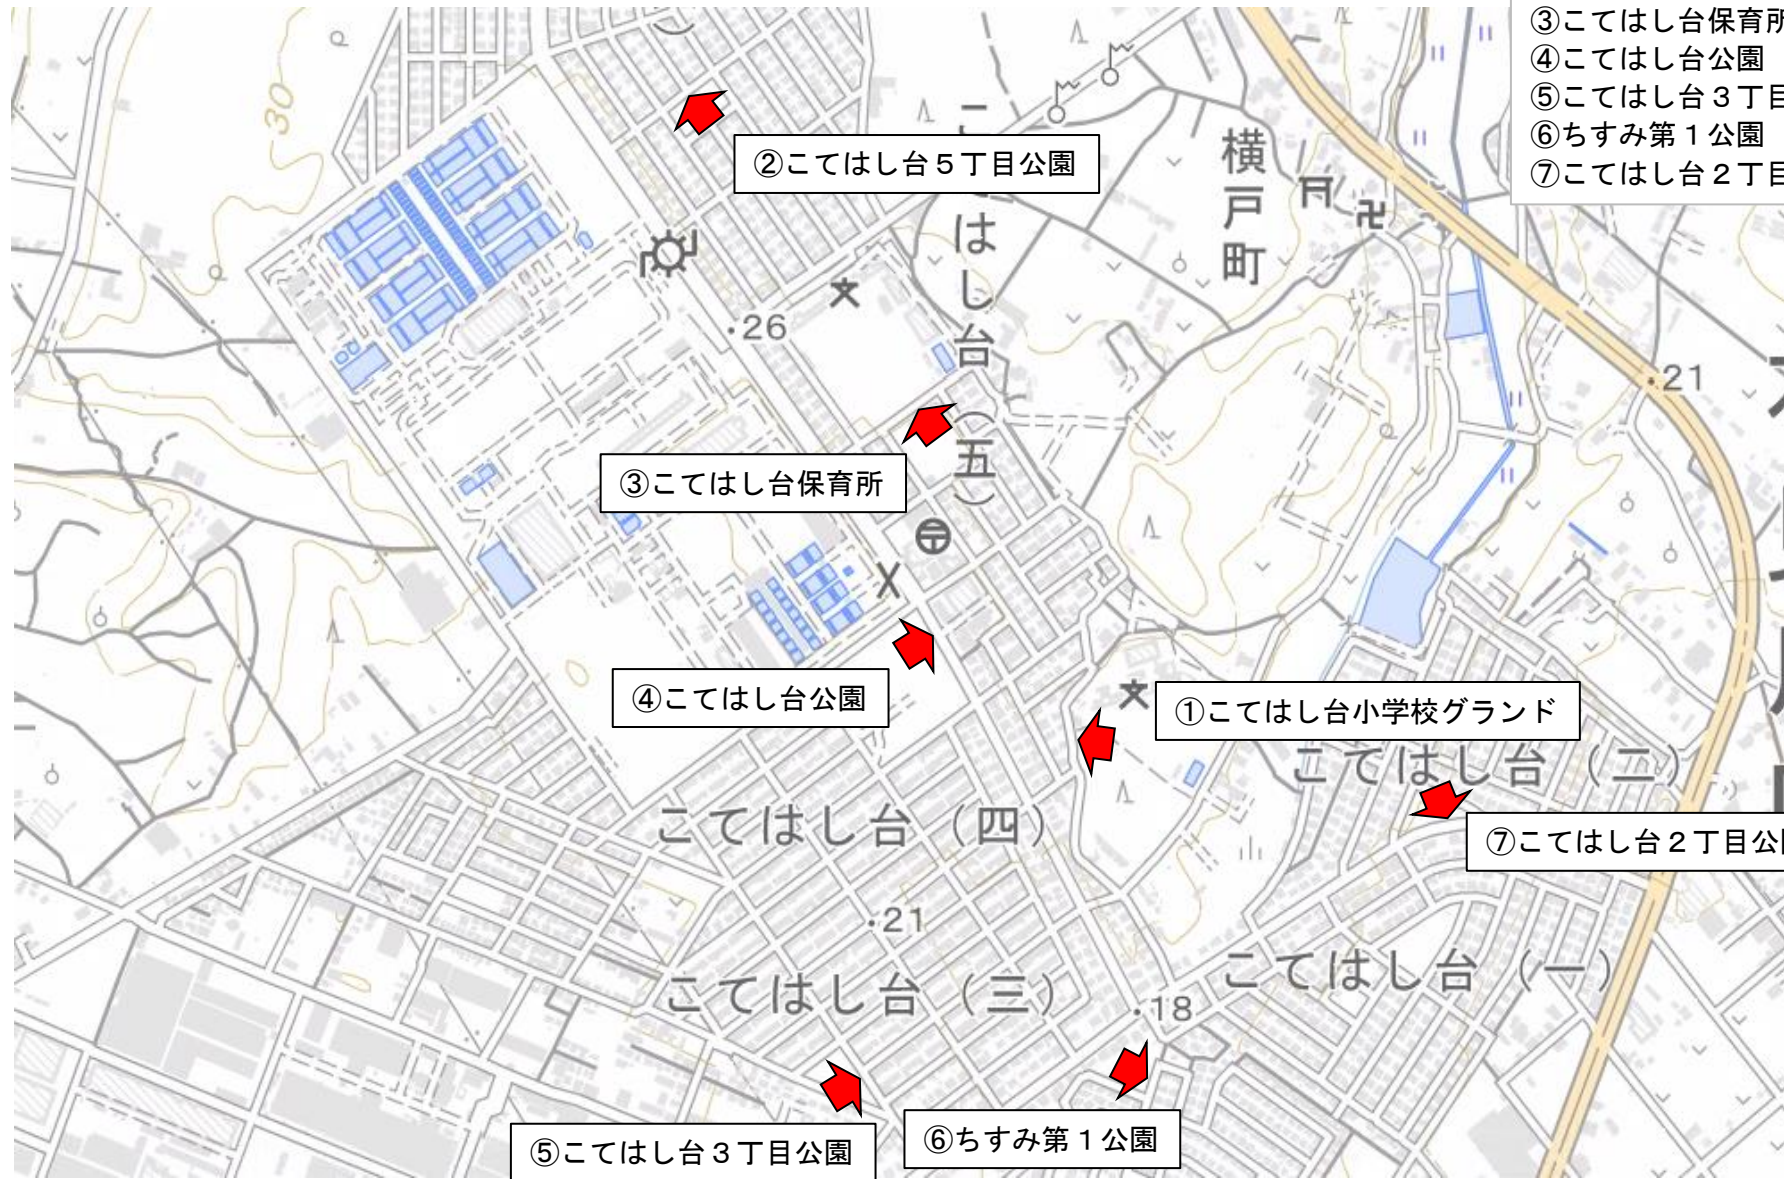 ③こてはし台保育所
④こてはし台公園
⑤こてはし台３丁目
⑥ちすみ第１公園
⑦こてはし台２丁目
30
②こてはし台５丁目公園
横戸町
こてはし台（五）
26
21
③こてはし台保育所
④こてはし台公園
①こてはし台小学校グランド
こてはし台（二）
こてはし台（四）
⑦こてはし台２丁目公
21
こてはし台（三）
こてはし台（一）
18
⑤こてはし台３丁目公園
⑥ちすみ第１公園